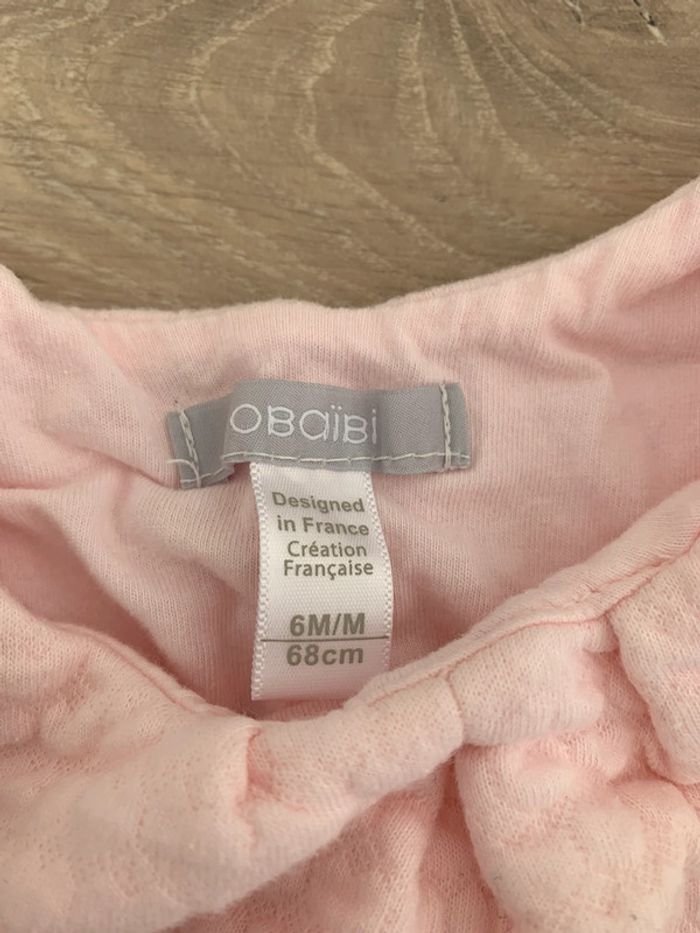 OBaïBi
Designed
in France
Création
Française
6M/M
68cm